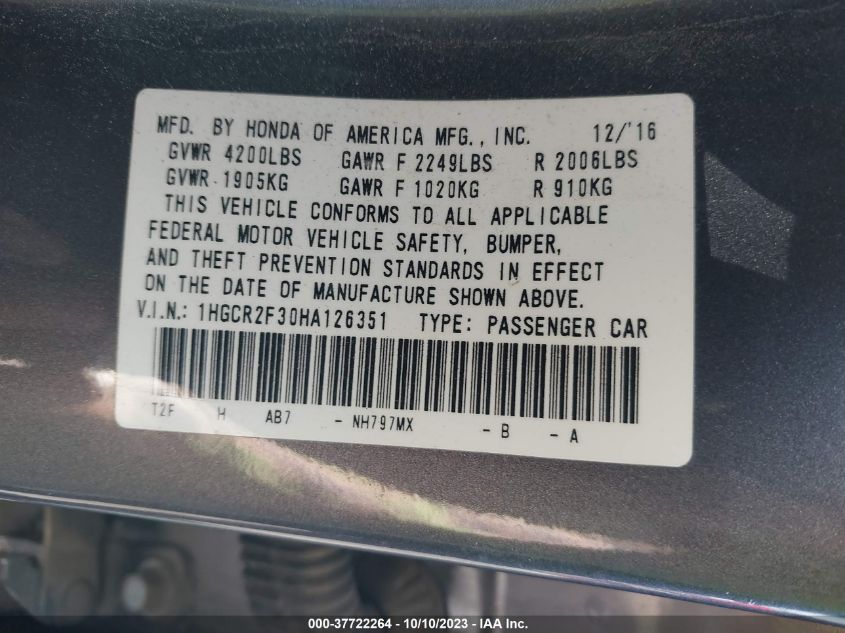 MFD. BY HONDA OF AMERICA MFG., INC. 12/'16
GVWR 4200LBS GAWR F 2249LBS R 2006LBS
GVWR 1905KG GAWR F 1020KG R 910KG
THIS VEHICLE CONFORMS TO ALL APPLICABLE
FEDERAL MOTOR VEHICLE SAFETY, BUMPER,
AND THEFT PREVENTION STANDARDS IN EFFECT
ON THE DATE OF MANUFACTURE SHOWN ABOVE.
V.I.N.: 1HGCR2F30HA126351 TYPE: PASSENGER CAR
T2F H AB7 - NH797MX - B - A
000-37722264 - 10/10/2023 - IAA Inc.